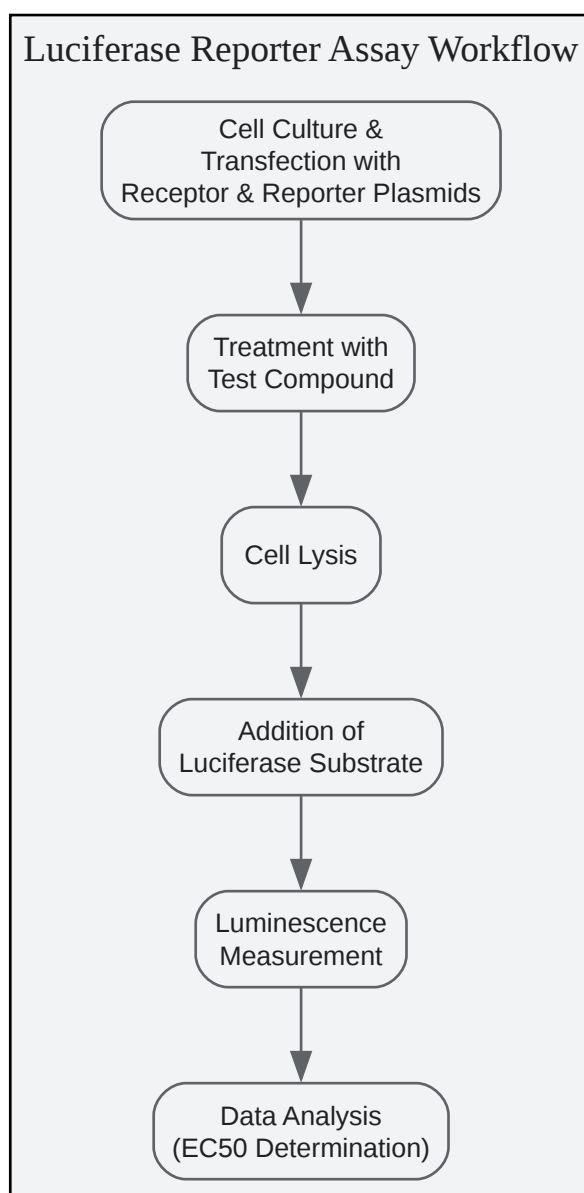 Luciferase Reporter Assay Workflow
Cell Culture &
Transfection with
Receptor & Reporter Plasmids
Treatment with
Test Compound
Cell Lysis
Addition of
Luciferase Substrate
Luminescence
Measurement
Data Analysis
(EC50 Determination)